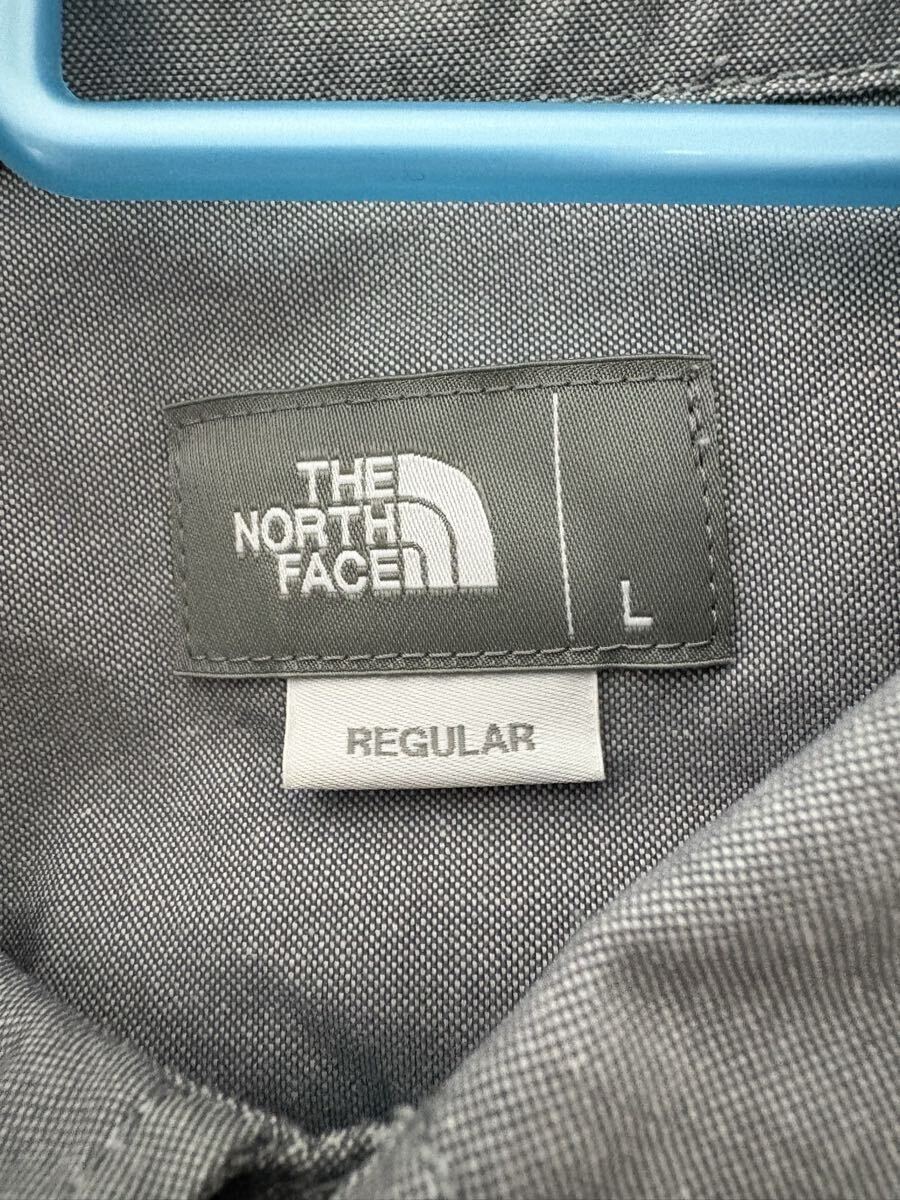 THE
NORTH
FACE
L
REGULAR